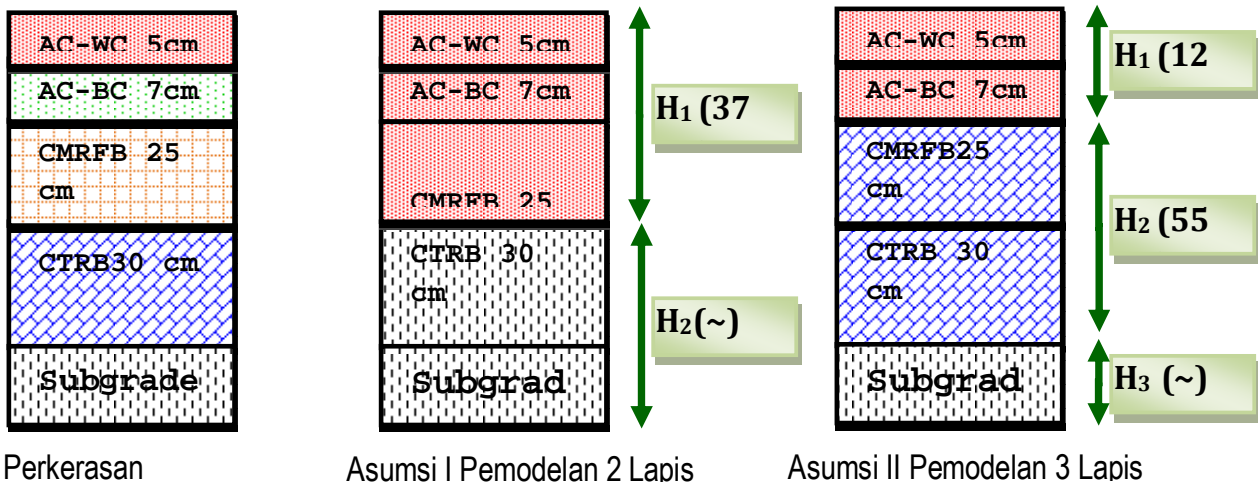 AC-WC 5cm
AC-BC 7cm
CMRFB 25
cm
CTRB30 cm
Subgrade
Perkerasan
AC-WC 5cm
AC-BC 7cm
CMRFB 25
CTRB 30
cm
Subgrad
H1 (37
H2(~)
Asumsi I Pemodelan 2 Lapis
AC-WC 5cm
AC-BC 7cm
CMRFB25
cm
CTRB 30
cm
Subgrad
H1 (12
H2 (55
H3 (~)
Asumsi II Pemodelan 3 Lapis